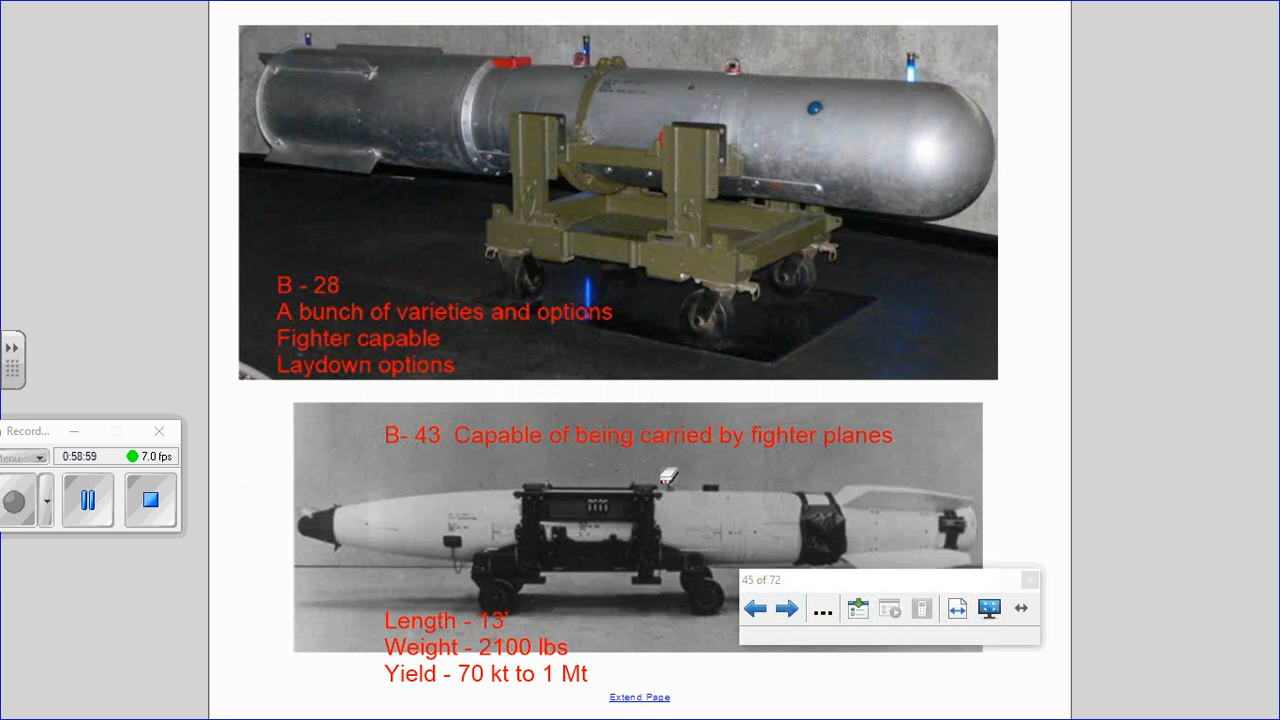 B - 28
A bunch of varieties and options
Fighter capable
Laydown options
B- 43 Capable of being carried by fighter planes
Record...
Menu
0:58:59
7.0 fps
45 of 72
Length - 13'
Weight - 2100 lbs
Yield - 70 kt to 1 Mt
Extend Page